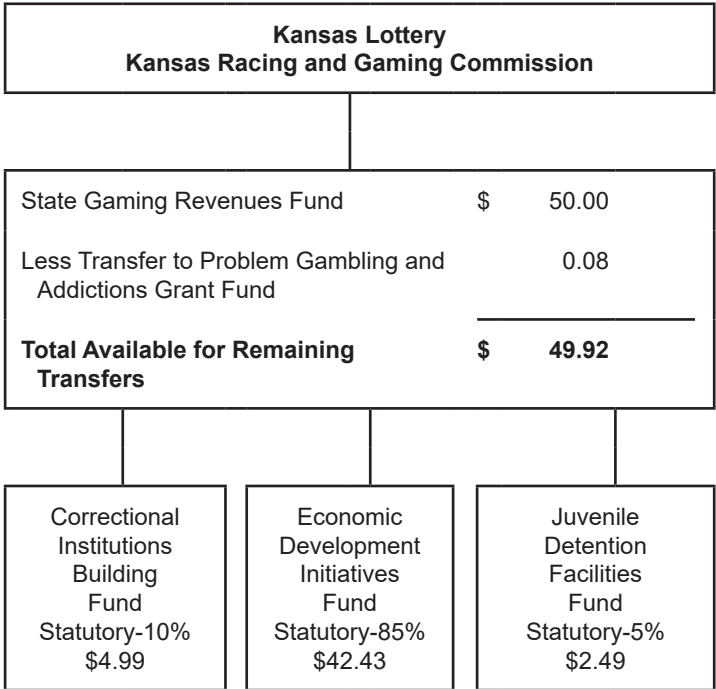 Kansas Lottery
Kansas Racing and Gaming Commission
State Gaming Revenues Fund $ 50.00
Less Transfer to Problem Gambling and 0.08
Addictions Grant Fund
Total Available for Remaining $ 49.92
Transfers
Correctional
Institutions
Building
Fund
Statutory-10%
$4.99
Economic
Development
Initiatives
Fund
Statutory-85%
$42.43
Juvenile
Detention
Facilities
Fund
Statutory-5%
$2.49